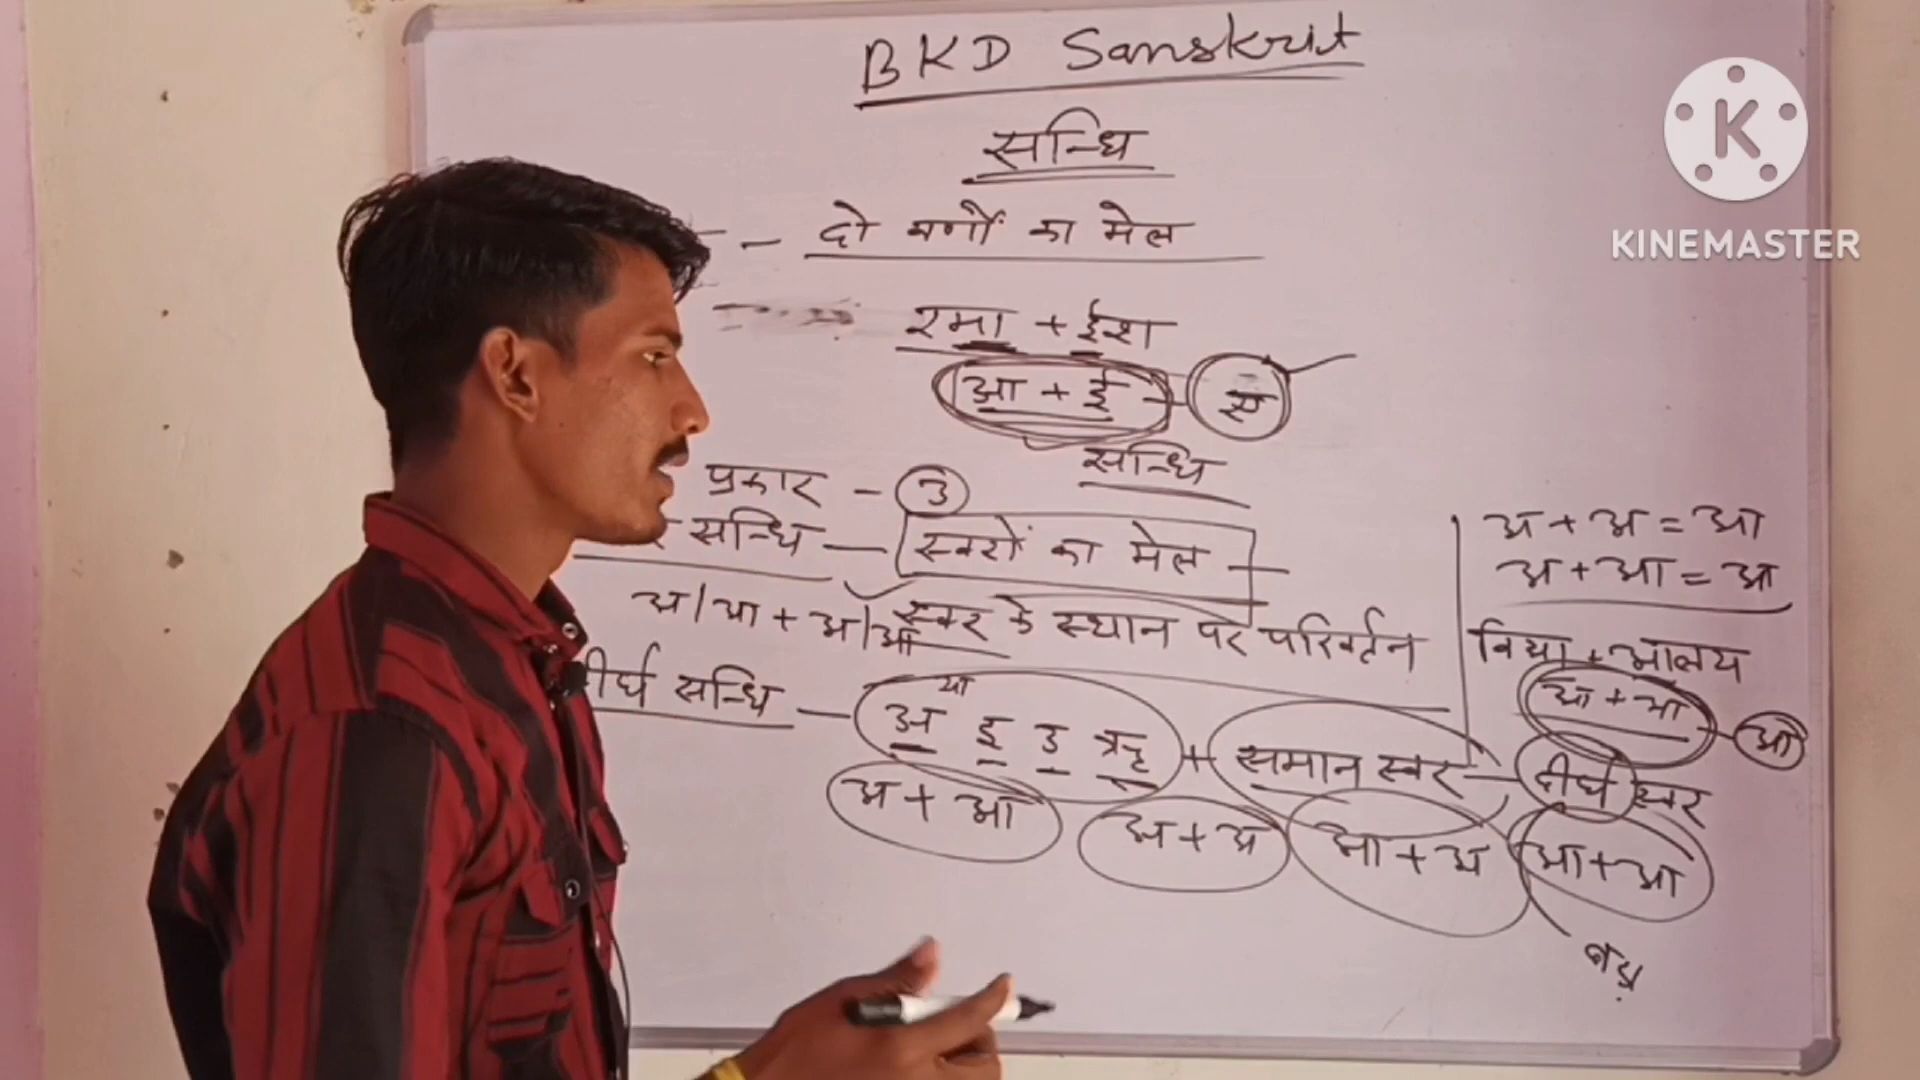 BKD Sanskrit
सन्धि
- दो वर्णों का मेल
रमा + ईश
आ + ई - ए
सन्धि
प्रकार - 3
सन्धि - स्वरों का मेल
अ/आ + अ/आ स्वर के स्थान पर परिवर्तन
दीर्घ सन्धि - अ इ उ ऋ + समान स्वर - दीर्घ स्वर
या
अ + आ अ + अ आ + अ आ + आ
अ + अ = आ
अ + आ = आ
विद्या + आलय
आ + आ - आ
K
KINEMASTER